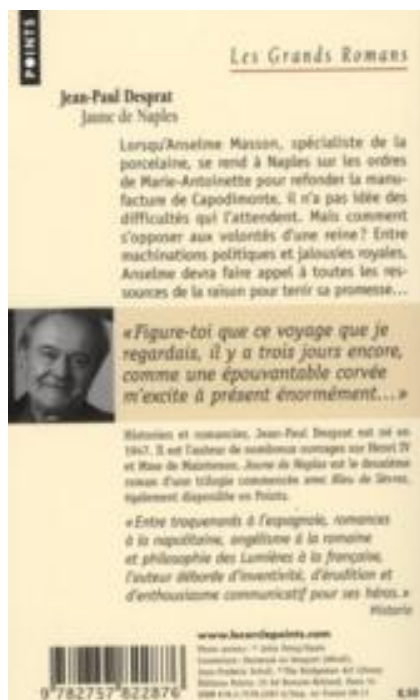 POINTS
Les Grands Romans
Jean-Paul Desprat
Jaune de Naples
Lorsqu'Anselme Masson, spécialiste de la
porcelaine, se rend à Naples sur les ordres
de Marie-Antoinette pour refonder la manu-
facture de Capodimonte, il n'a pas idée des
difficultés qui l'attendent. Mais comment
s'opposer aux volontés d'une reine ? Entre
machinations politiques et jalousies royales,
Anselme devra faire appel à toutes les res-
sources de la raison pour tenir sa promesse...
«Figure-toi que ce voyage que je
regardais, il y a trois jours encore,
comme une épouvantable corvée
m'excite à présent énormément...»
Historien et romancier, Jean-Paul Desprat est né en
1947. Il est l'auteur de nombreux ouvrages sur Henri IV
et Mme de Maintenon. Jaune de Naples est le deuxième
roman d'une trilogie commencée avec Bleu de Sèvres,
également disponible en Points.
«Entre traquenards à l'espagnole, romances
à la napolitaine, angélisme à la romaine
et philosophie des Lumières à la française,
l'auteur déborde d'inventivité, d'érudition et
d'enthousiasme communicatif pour ses héros.»
Historia
www.lecerclepoints.com
9 782757 822876